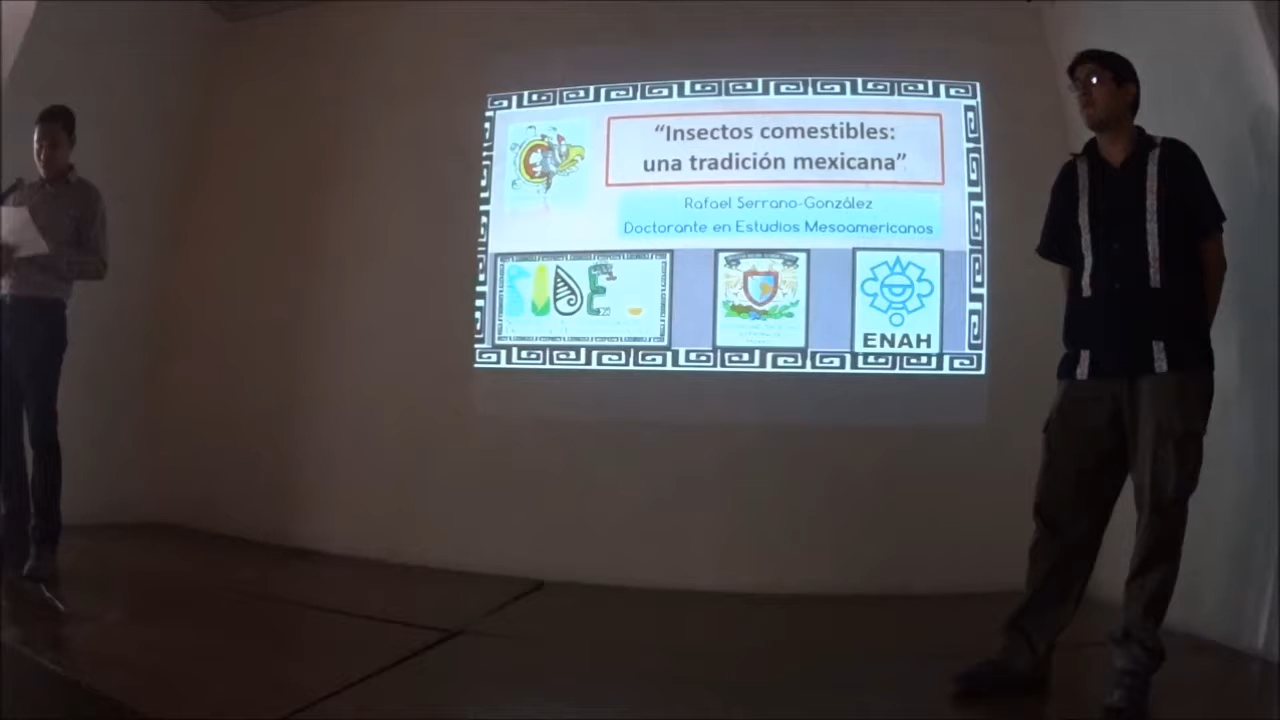 “Insectos comestibles:
una tradición mexicana”
Rafael Serrano-González
Doctorante en Estudios Mesoamericanos
ENAH